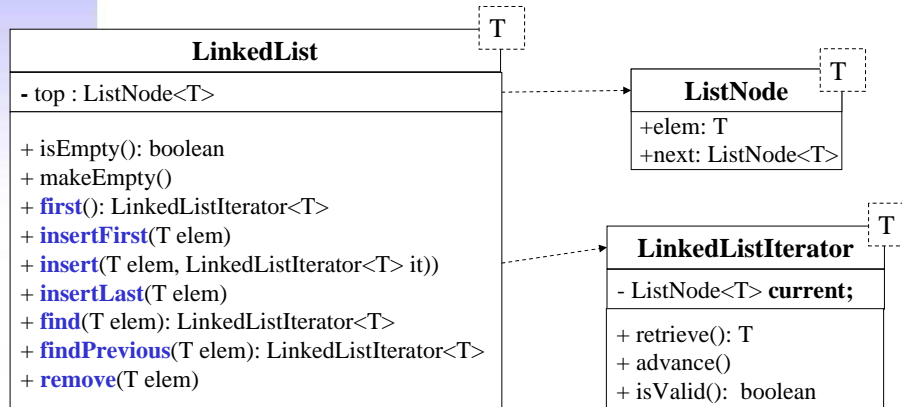 T
LinkedList
- top : ListNode<T>
+ isEmpty(): boolean
+ makeEmpty()
+ first(): LinkedListIterator<T>
+ insertFirst(T elem)
+ insert(T elem, LinkedListIterator<T> it))
+ insertLast(T elem)
+ find(T elem): LinkedListIterator<T>
+ findPrevious(T elem): LinkedListIterator<T>
+ remove(T elem)
T
ListNode
+elem: T
+next: ListNode<T>
T
LinkedListIterator
- ListNode<T> current;
+ retrieve(): T
+ advance()
+ isValid(): boolean